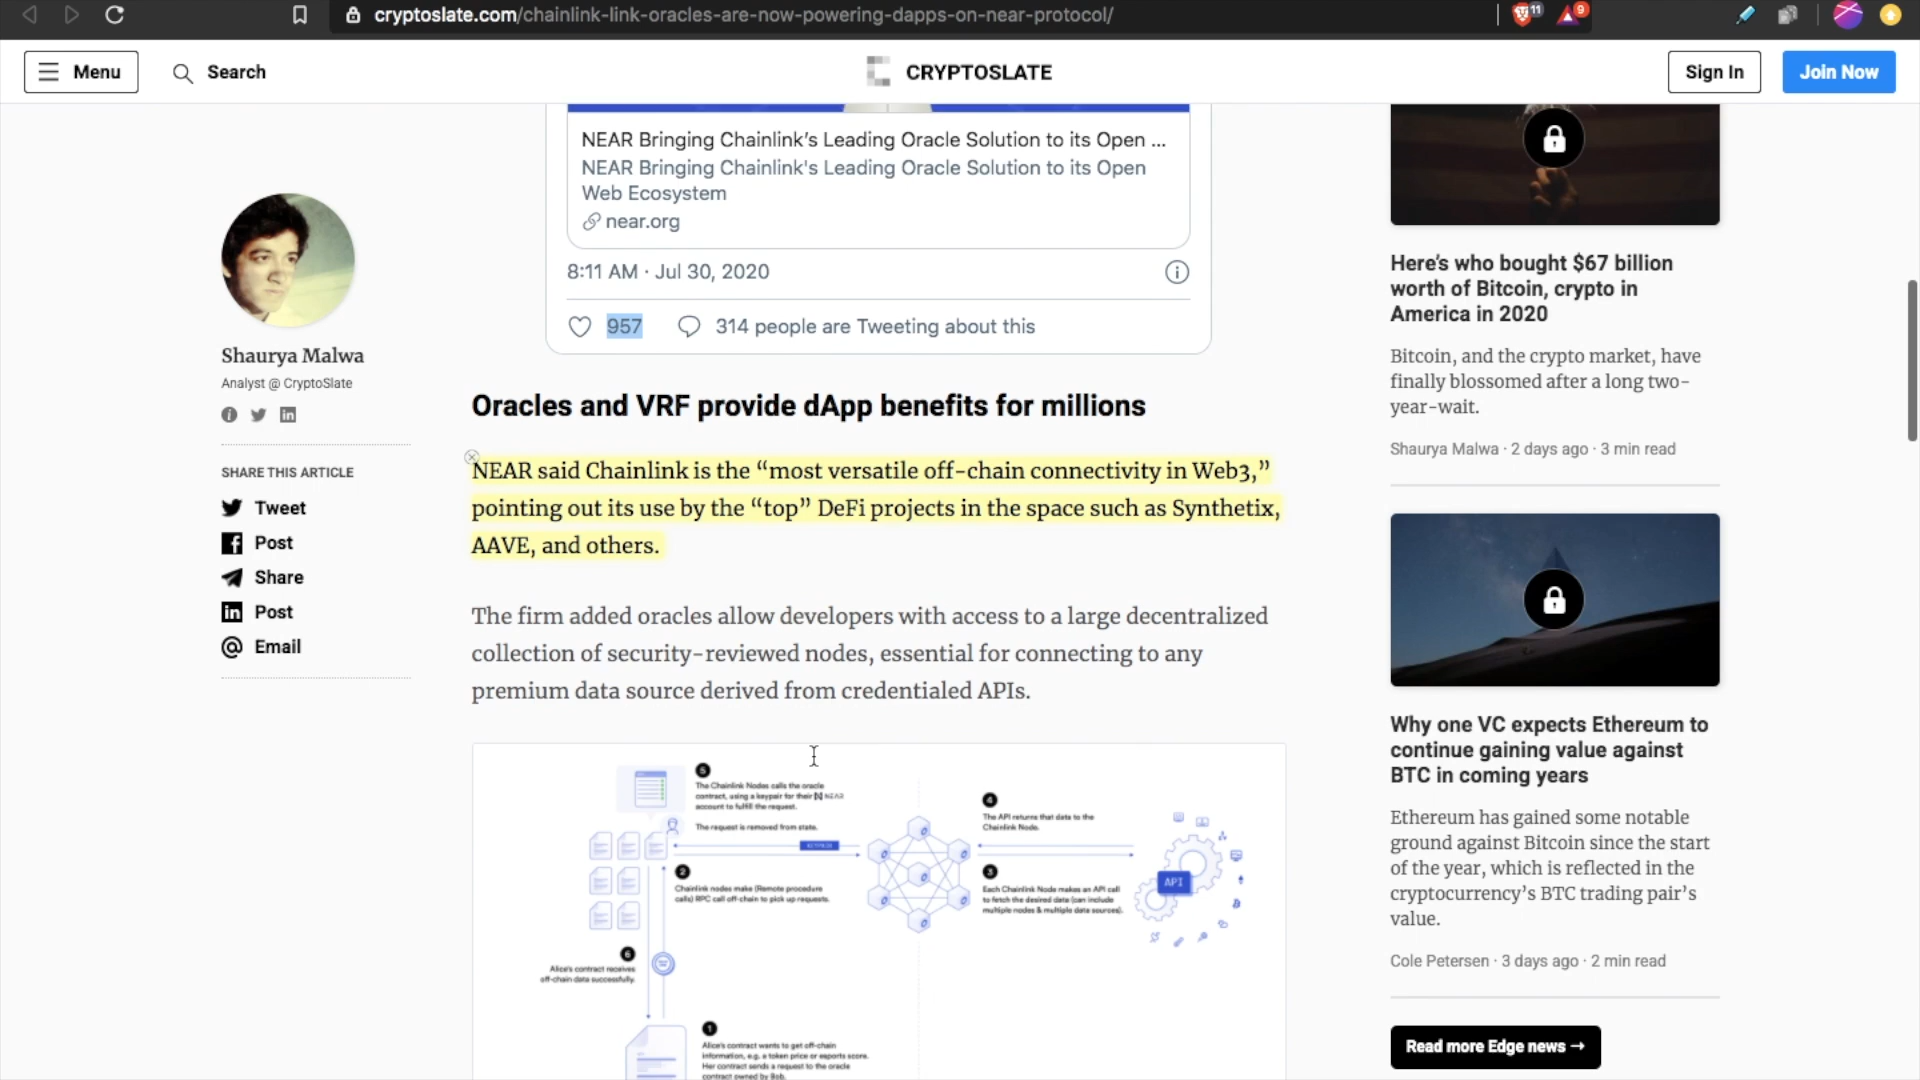 cryptoslate.com/chainlink-link-oracles-are-now-powering-dapps-on-near-protocol/
11
9
Menu
Search
CRYPTOSLATE
Sign In
Join Now
NEAR Bringing Chainlink’s Leading Oracle Solution to its Open ...
NEAR Bringing Chainlink's Leading Oracle Solution to its Open
Web Ecosystem
near.org
8:11 AM · Jul 30, 2020
957
314 people are Tweeting about this
Shaurya Malwa
Analyst @ CryptoSlate
SHARE THIS ARTICLE
Tweet
Post
Share
Post
Email
Oracles and VRF provide dApp benefits for millions
NEAR said Chainlink is the “most versatile off-chain connectivity in Web3,”
pointing out its use by the “top” DeFi projects in the space such as Synthetix,
AAVE, and others.
The firm added oracles allow developers with access to a large decentralized
collection of security-reviewed nodes, essential for connecting to any
premium data source derived from credentialed APIs.
5
The Chainlink Nodes calls the oracle
contract, using a keypair for their NEAR
account to fulfill the request.
The request is removed from state.
KEYPAIR
2
Chainlink nodes make (Remote procedure
calls) RPC call off-chain to pick up requests.
4
The API returns that data to the
Chainlink Node.
3
Each Chainlink Node makes an API call
to fetch the desired data (can include
multiple nodes & multiple data sources).
API
6
Alice's contract receives
off-chain data successfully.
1
Alice's contract wants to get off-chain
information, e.g. a token price or esports score.
Her contract sends a request to the oracle
contract owned by Bob.
Here’s who bought $67 billion
worth of Bitcoin, crypto in
America in 2020
Bitcoin, and the crypto market, have
finally blossomed after a long two-
year-wait.
Shaurya Malwa · 2 days ago · 3 min read
Why one VC expects Ethereum to
continue gaining value against
BTC in coming years
Ethereum has gained some notable
ground against Bitcoin since the start
of the year, which is reflected in the
cryptocurrency’s BTC trading pair’s
value.
Cole Petersen · 3 days ago · 2 min read
Read more Edge news →